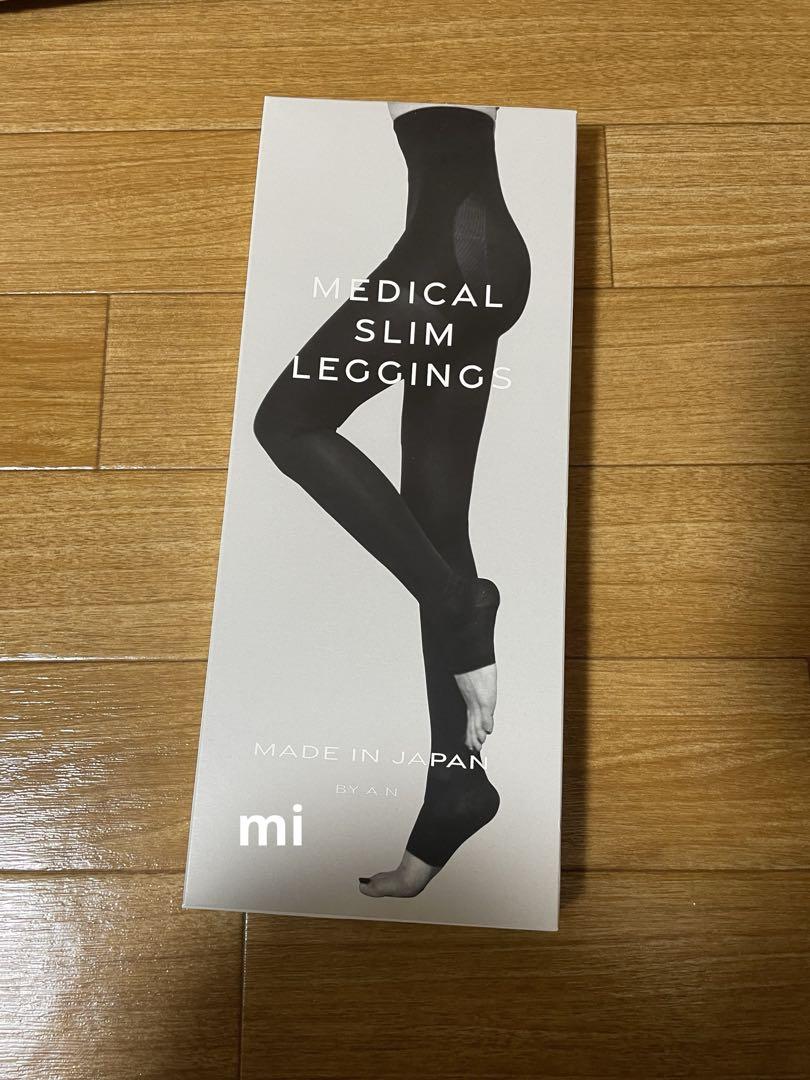 MEDICAL
SLIM
LEGGINGS
MADE IN JAPAN
BY A.N
mi